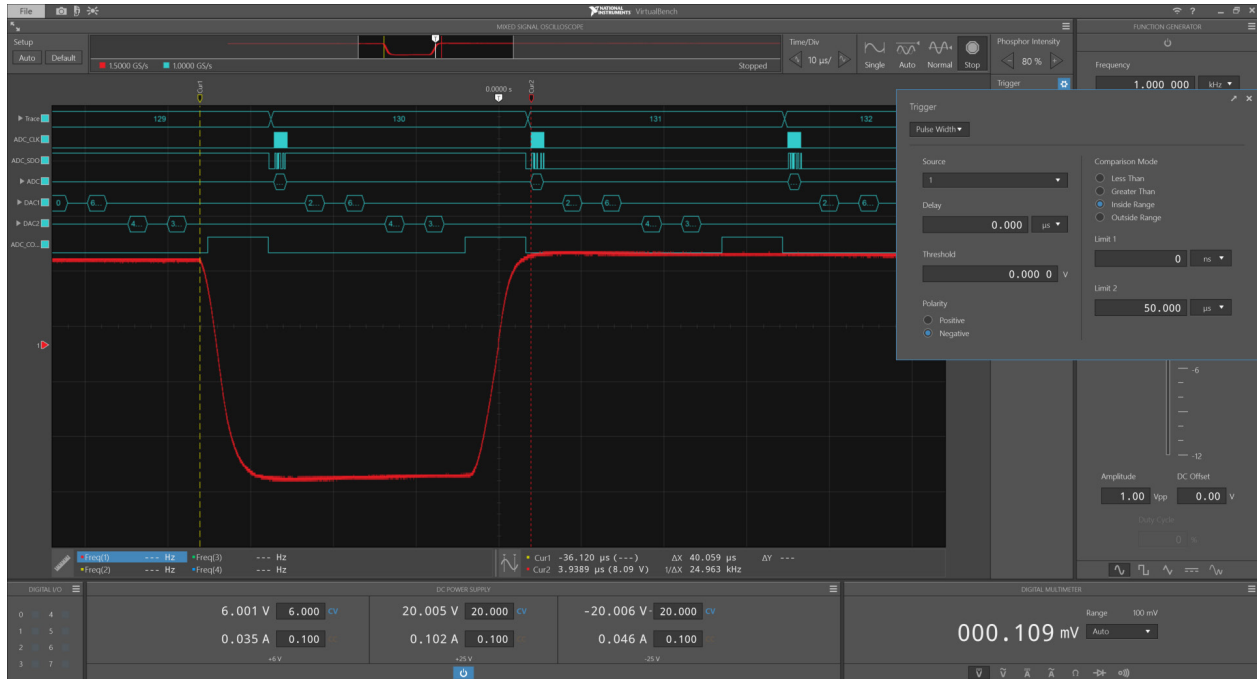 File
NATIONAL INSTRUMENTS VirtualBench
?
MIXED SIGNAL OSCILLOSCOPE
FUNCTION GENERATOR
Setup
Auto Default
1.5000 GS/s 1.0000 GS/s Stopped
Time/Div
10 µs/
Single Auto Normal Stop
Phosphor Intensity
80 %
Trigger
Frequency
1.000 000 kHz
Cur1
0.0000 s
T
Cur2
Trace 129 130 131 132
ADC_CLK
ADC_SDO
ADC ... ... ...
DAC1 0 6... 2... 6... 2... 6... 2... 6...
DAC2 4... 3... 4... 3... 4... 3...
ADC_CO...
1
Trigger
Pulse Width
Source
1
Delay
0.000 µs
Threshold
0.000 0 V
Polarity
Positive
Negative
Comparison Mode
Less Than
Greater Than
Inside Range
Outside Range
Limit 1
0 ns
Limit 2
50.000 µs
-6
-12
Amplitude DC Offset
1.00 Vpp 0.00 V
Duty Cycle
0 %
Freq(1) --- Hz Freq(3) --- Hz
Freq(2) --- Hz Freq(4) --- Hz
Cur1 -36.120 µs (---) ΔX 40.059 µs ΔY ---
Cur2 3.9389 µs (8.09 V) 1/ΔX 24.963 kHz
DIGITAL I/O
0 4
1 5
2 6
3 7
DC POWER SUPPLY
6.001 V 6.000 CV 20.005 V 20.000 CV -20.006 V - 20.000 CV
0.035 A 0.100 0.102 A 0.100 0.046 A 0.100
+6 V +25 V -25 V
DIGITAL MULTIMETER
000.109 mV
Range 100 mV
Auto